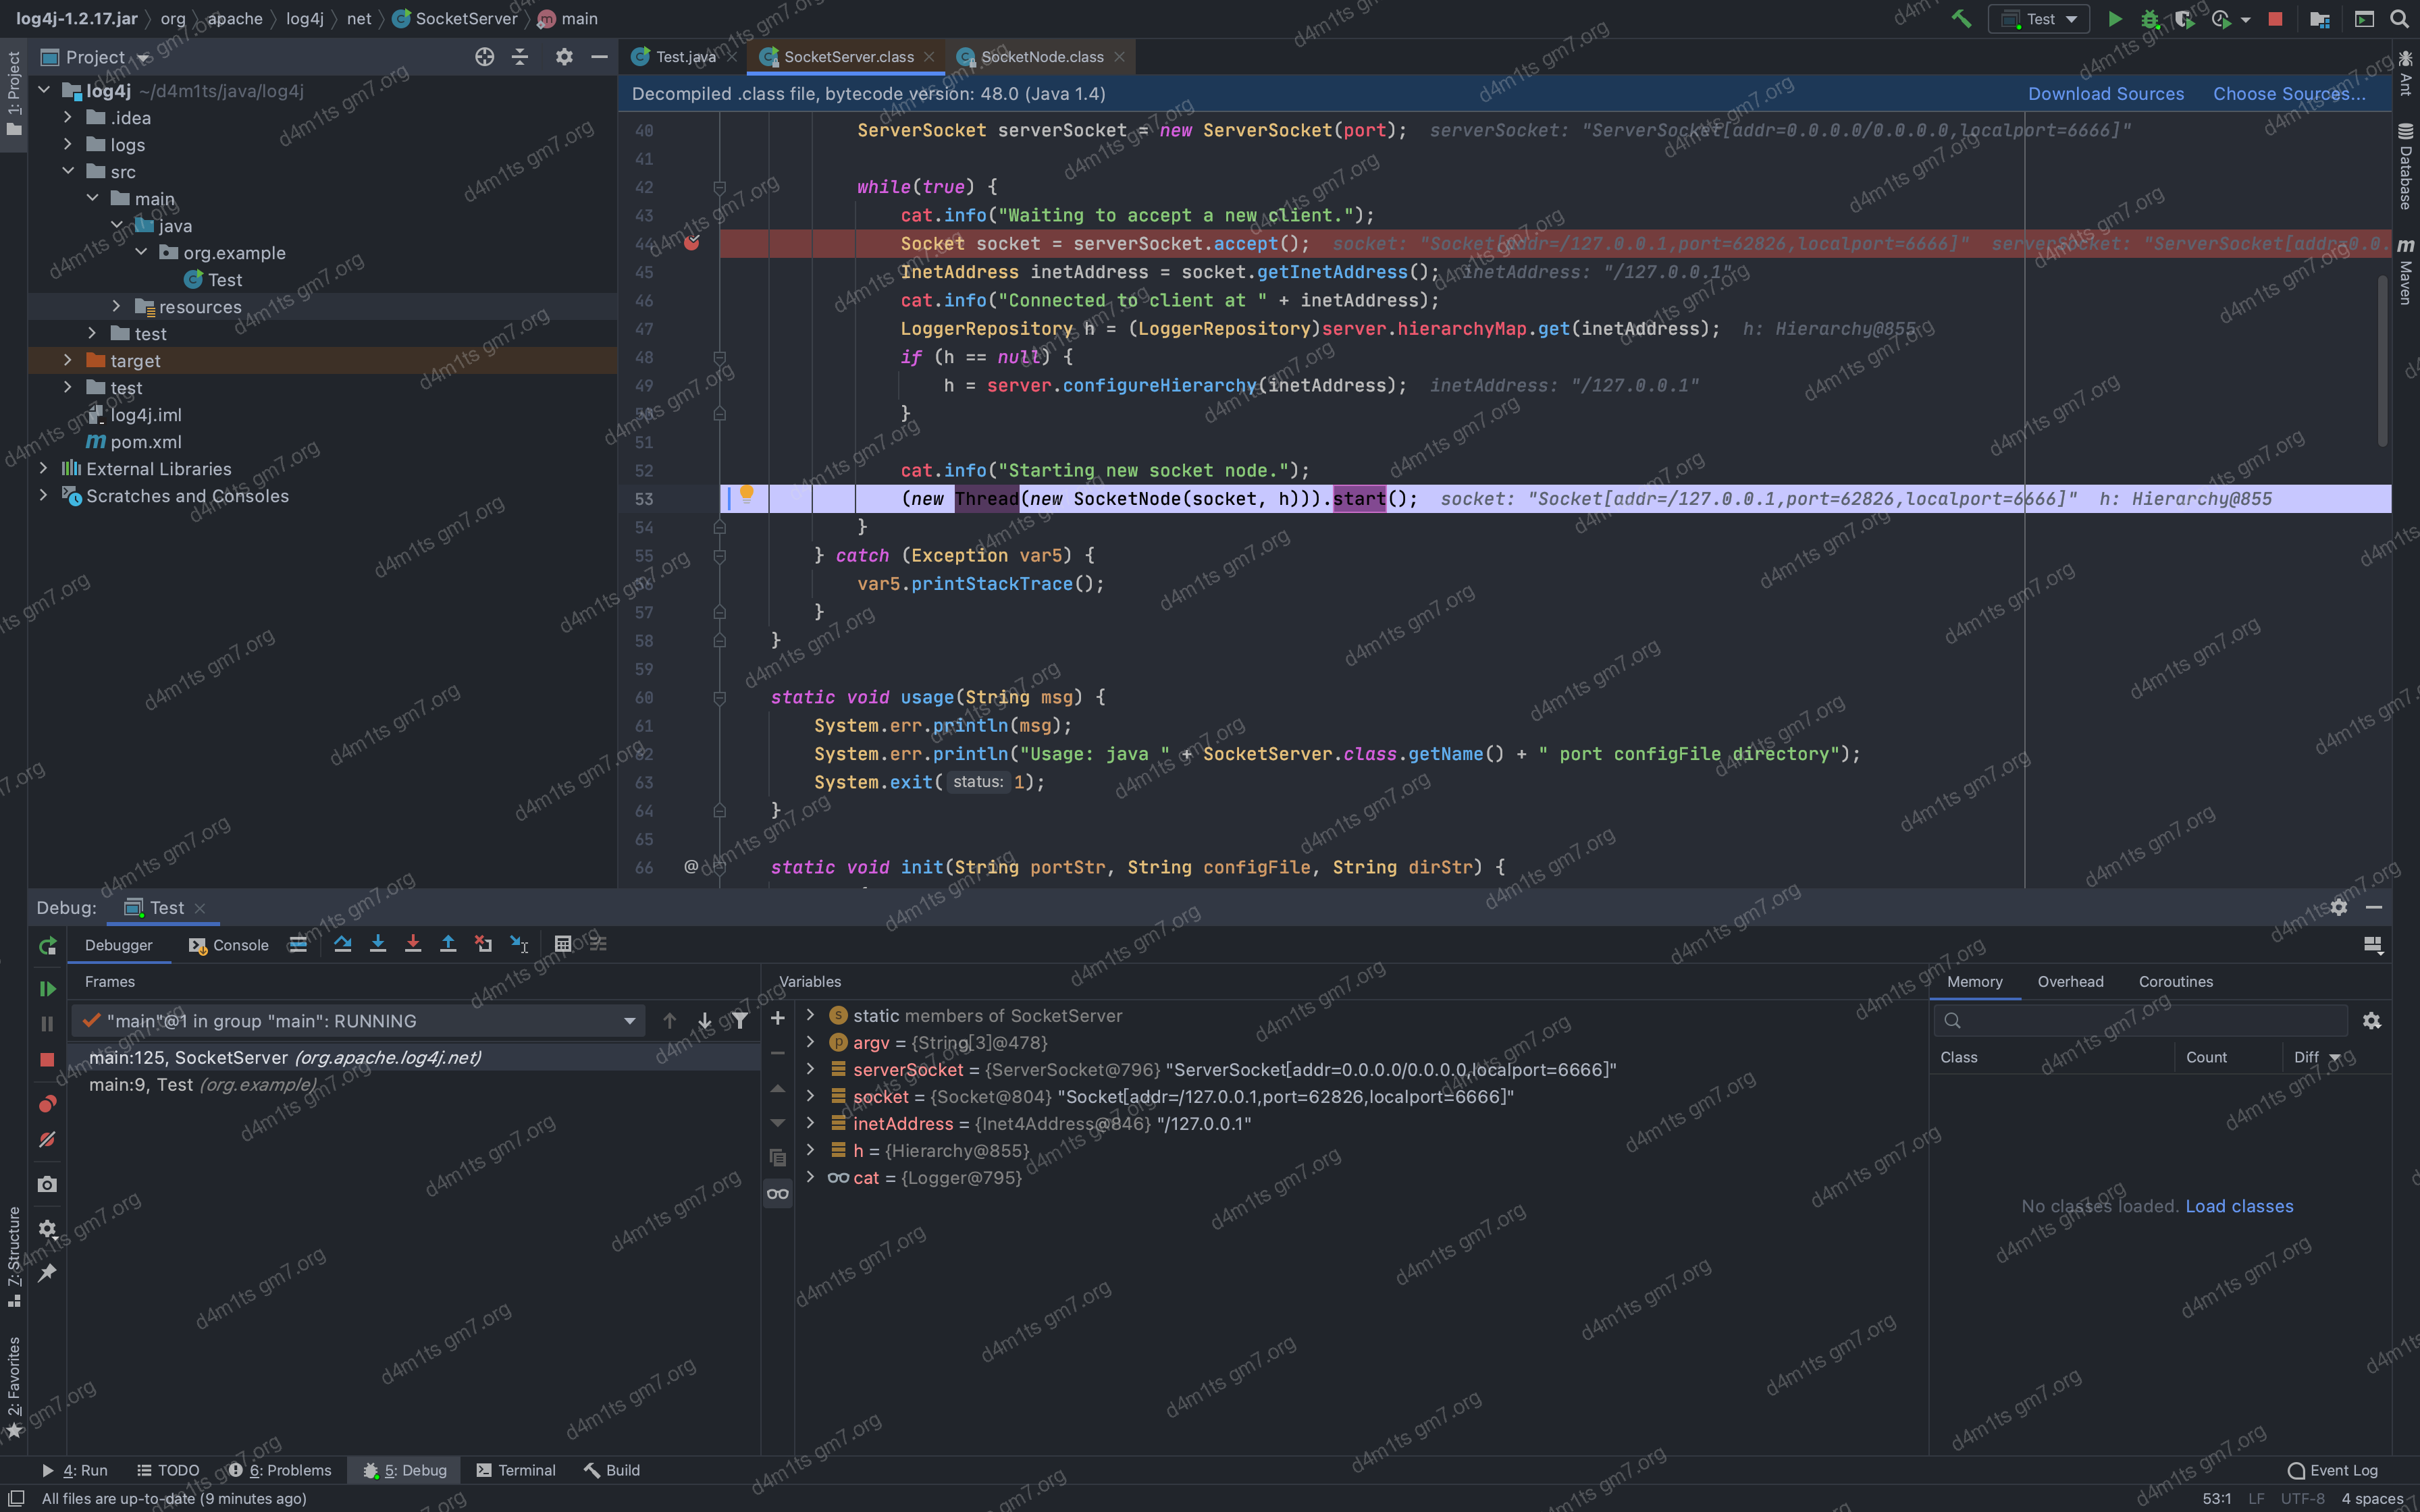 log4j-1.2.17.jar org apache log4j net SocketServer main
Test
1: Project
Project
Test.java SocketServer.class SocketNode.class
Decompiled .class file, bytecode version: 48.0 (Java 1.4) Download Sources Choose Sources...
log4j ~/d4m1ts/java/log4j
.idea
logs
src
main
java
org.example
Test
resources
test
target
test
log4j.iml
pom.xml
External Libraries
Scratches and Consoles
40 ServerSocket serverSocket = new ServerSocket(port); serverSocket: "ServerSocket[addr=0.0.0.0/0.0.0.0,localport=6666]"
41
42 while(true) {
43 cat.info("Waiting to accept a new client.");
44 Socket socket = serverSocket.accept(); socket: "Socket[addr=/127.0.0.1,port=62826,localport=6666]" serverSocket: "ServerSocket[addr=0.0.
45 InetAddress inetAddress = socket.getInetAddress(); inetAddress: "/127.0.0.1"
46 cat.info("Connected to client at " + inetAddress);
47 LoggerRepository h = (LoggerRepository)server.hierarchyMap.get(inetAddress); h: Hierarchy@855
48 if (h == null) {
49 h = server.configureHierarchy(inetAddress); inetAddress: "/127.0.0.1"
50 }
51
52 cat.info("Starting new socket node.");
53 (new Thread(new SocketNode(socket, h))).start(); socket: "Socket[addr=/127.0.0.1,port=62826,localport=6666]" h: Hierarchy@855
54 }
55 } catch (Exception var5) {
56 var5.printStackTrace();
57 }
58 }
59
60 static void usage(String msg) {
61 System.err.println(msg);
62 System.err.println("Usage: java " + SocketServer.class.getName() + " port configFile directory");
63 System.exit( status: 1);
64 }
65
66 @ static void init(String portStr, String configFile, String dirStr) {
Ant
Database
Maven
Debug: Test
Debugger Console
Frames
"main"@1 in group "main": RUNNING
main:125, SocketServer (org.apache.log4j.net)
main:9, Test (org.example)
Variables
static members of SocketServer
argv = {String[3]@478}
serverSocket = {ServerSocket@796} "ServerSocket[addr=0.0.0.0/0.0.0.0,localport=6666]"
socket = {Socket@804} "Socket[addr=/127.0.0.1,port=62826,localport=6666]"
inetAddress = {Inet4Address@846} "/127.0.0.1"
h = {Hierarchy@855}
cat = {Logger@795}
Memory Overhead Coroutines
Class Count Diff
No classes loaded. Load classes
7: Structure
2: Favorites
4: Run TODO 6: Problems 5: Debug Terminal Build Event Log
All files are up-to-date (9 minutes ago) 53:1 LF UTF-8 4 spaces
d4m1ts gm7.org